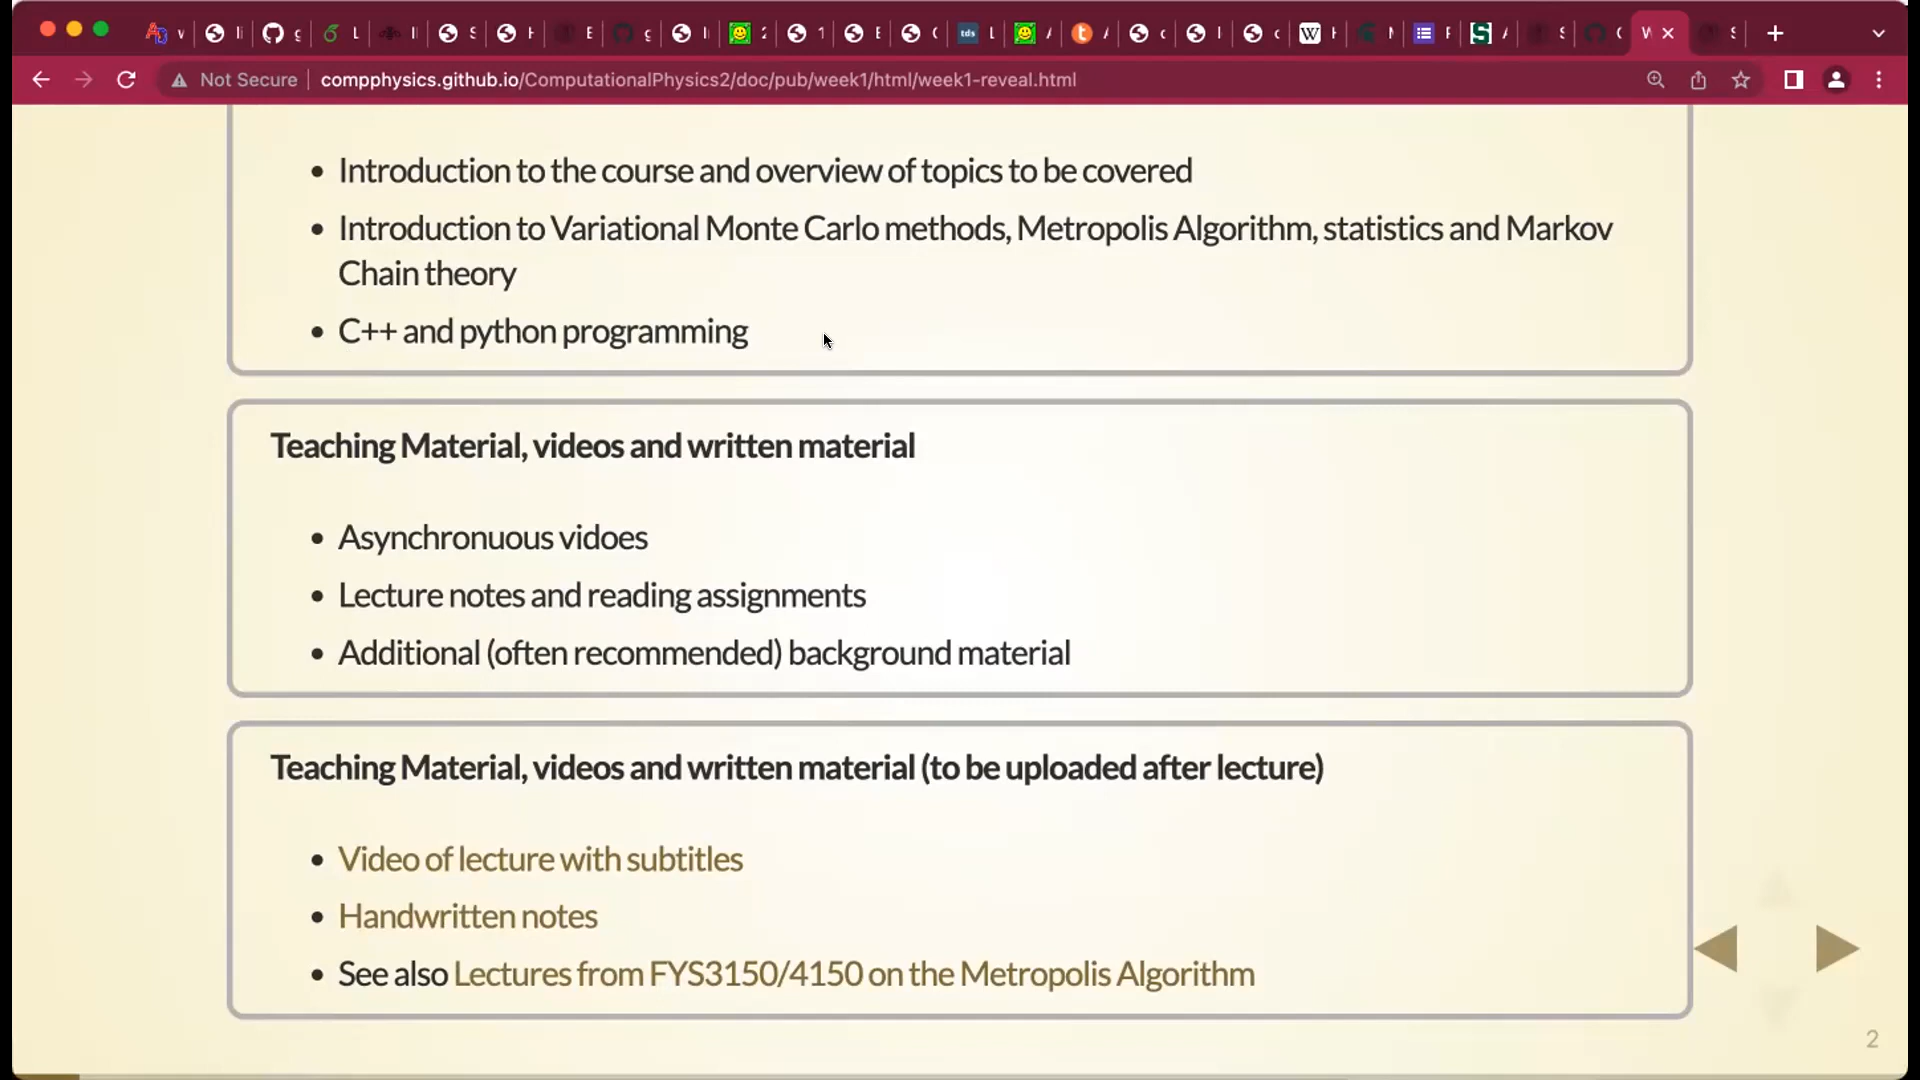 Not Secure compphysics.github.io/ComputationalPhysics2/doc/pub/week1/html/week1-reveal.html
Introduction to the course and overview of topics to be covered
Introduction to Variational Monte Carlo methods, Metropolis Algorithm, statistics and Markov
Chain theory
C++ and python programming
Teaching Material, videos and written material
Asynchronuous vidoes
Lecture notes and reading assignments
Additional (often recommended) background material
Teaching Material, videos and written material (to be uploaded after lecture)
Video of lecture with subtitles
Handwritten notes
See also Lectures from FYS3150/4150 on the Metropolis Algorithm
2